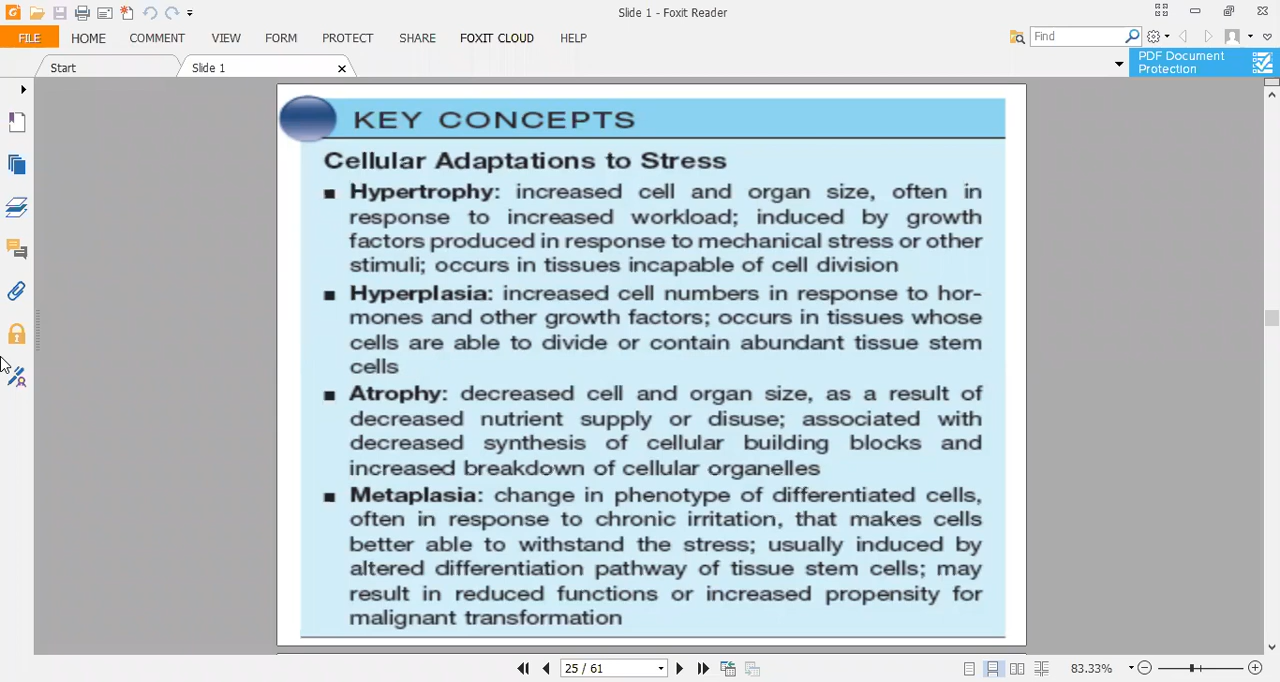 Slide 1 - Foxit Reader
FILE HOME COMMENT VIEW FORM PROTECT SHARE FOXIT CLOUD HELP
Find
Start
Slide 1
PDF Document
Protection
KEY CONCEPTS
Cellular Adaptations to Stress
■ Hypertrophy: increased cell and organ size, often in
response to increased workload; induced by growth
factors produced in response to mechanical stress or other
stimuli; occurs in tissues incapable of cell division
■ Hyperplasia: increased cell numbers in response to hor-
mones and other growth factors; occurs in tissues whose
cells are able to divide or contain abundant tissue stem
cells
■ Atrophy: decreased cell and organ size, as a result of
decreased nutrient supply or disuse; associated with
decreased synthesis of cellular building blocks and
increased breakdown of cellular organelles
■ Metaplasia: change in phenotype of differentiated cells,
often in response to chronic irritation, that makes cells
better able to withstand the stress; usually induced by
altered differentiation pathway of tissue stem cells; may
result in reduced functions or increased propensity for
malignant transformation
25 / 61
83.33%